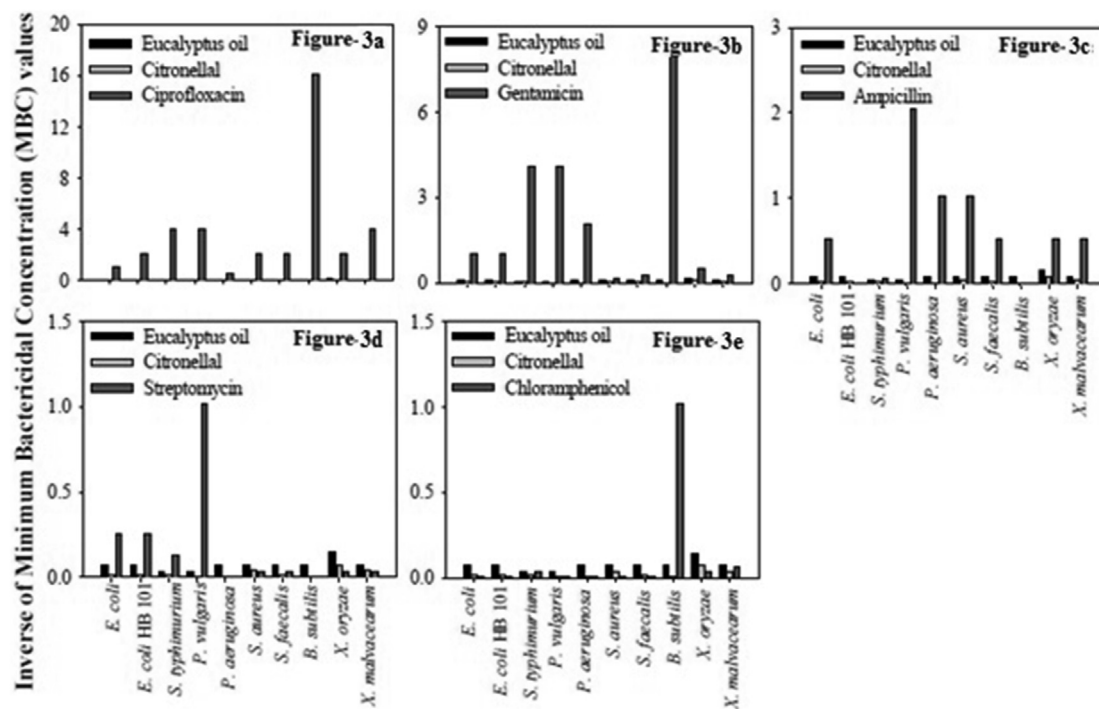 Inverse of Minimum Bactericidal Concentration (MBC) values
20
16
12
8
4
0
Eucalyptus oil
Citronellal
Ciprofloxacin
Figure-3a
9
6
3
0
Eucalyptus oil
Citronellal
Gentamicin
Figure-3b
3
2
1
0
Eucalyptus oil
Citronellal
Ampicillin
Figure-3c
E. coli
E. coli HB 101
S. typhimurium
P. vulgaris
P. aeruginosa
S. aureus
S. faecalis
B. subtilis
X. oryzae
X. malvacearum
1.5
1.0
0.5
0.0
Eucalyptus oil
Citronellal
Streptomycin
Figure-3d
E. coli
E. coli HB 101
S. typhimurium
P. vulgaris
P. aeruginosa
S. aureus
S. faecalis
B. subtilis
X. oryzae
X. malvacearum
1.5
1.0
0.5
0.0
Eucalyptus oil
Citronellal
Chloramphenicol
Figure-3e
E. coli
E. coli HB 101
S. typhimurium
P. vulgaris
P. aeruginosa
S. aureus
S. faecalis
B. subtilis
X. oryzae
X. malvacearum